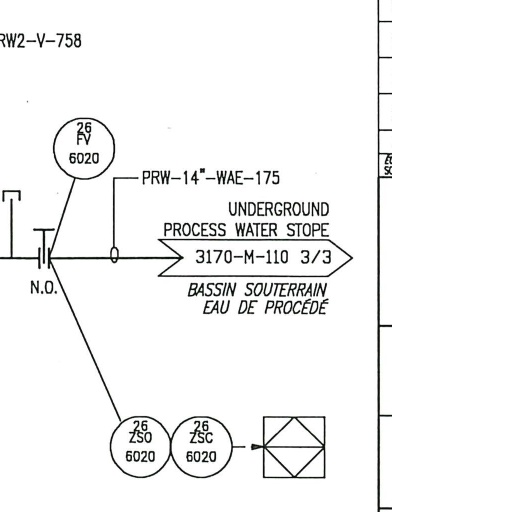 RW2-V-758
26
FV
6020
PRW-14"-WAE-175
UNDERGROUND
PROCESS WATER STOPE
3170-M-110 3/3
N.O.
BASSIN SOUTERRAIN
EAU DE PROCÉDÉ
26
ZSO
6020
26
ZSC
6020